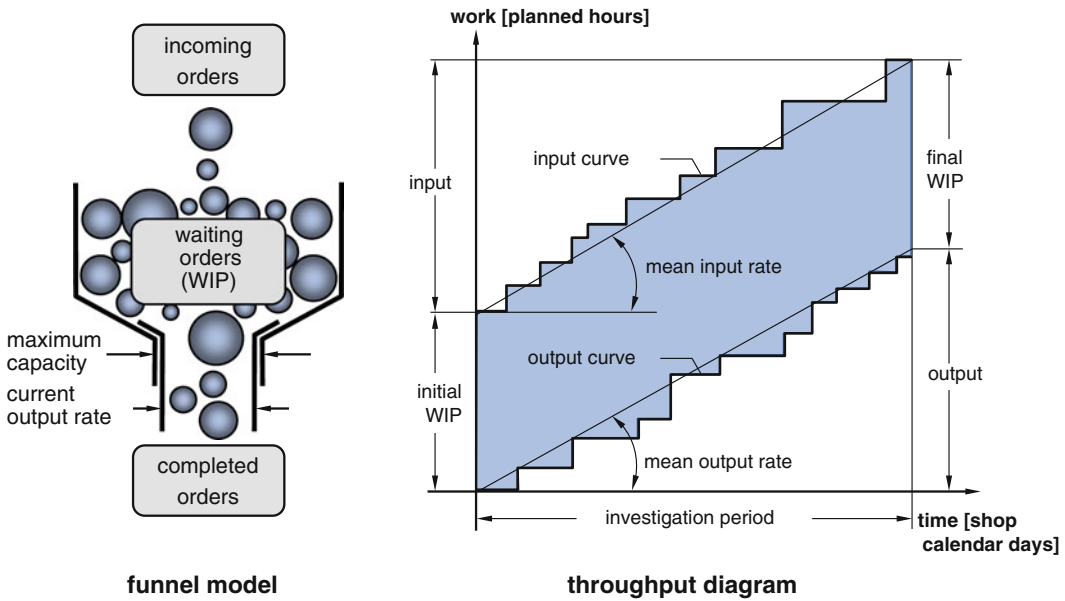 incoming
orders
waiting
orders
(WIP)
maximum
capacity
current
output rate
completed
orders
funnel model
work [planned hours]
input
initial
WIP
input curve
mean input rate
output curve
mean output rate
final
WIP
output
investigation period
time [shop
calendar days]
throughput diagram